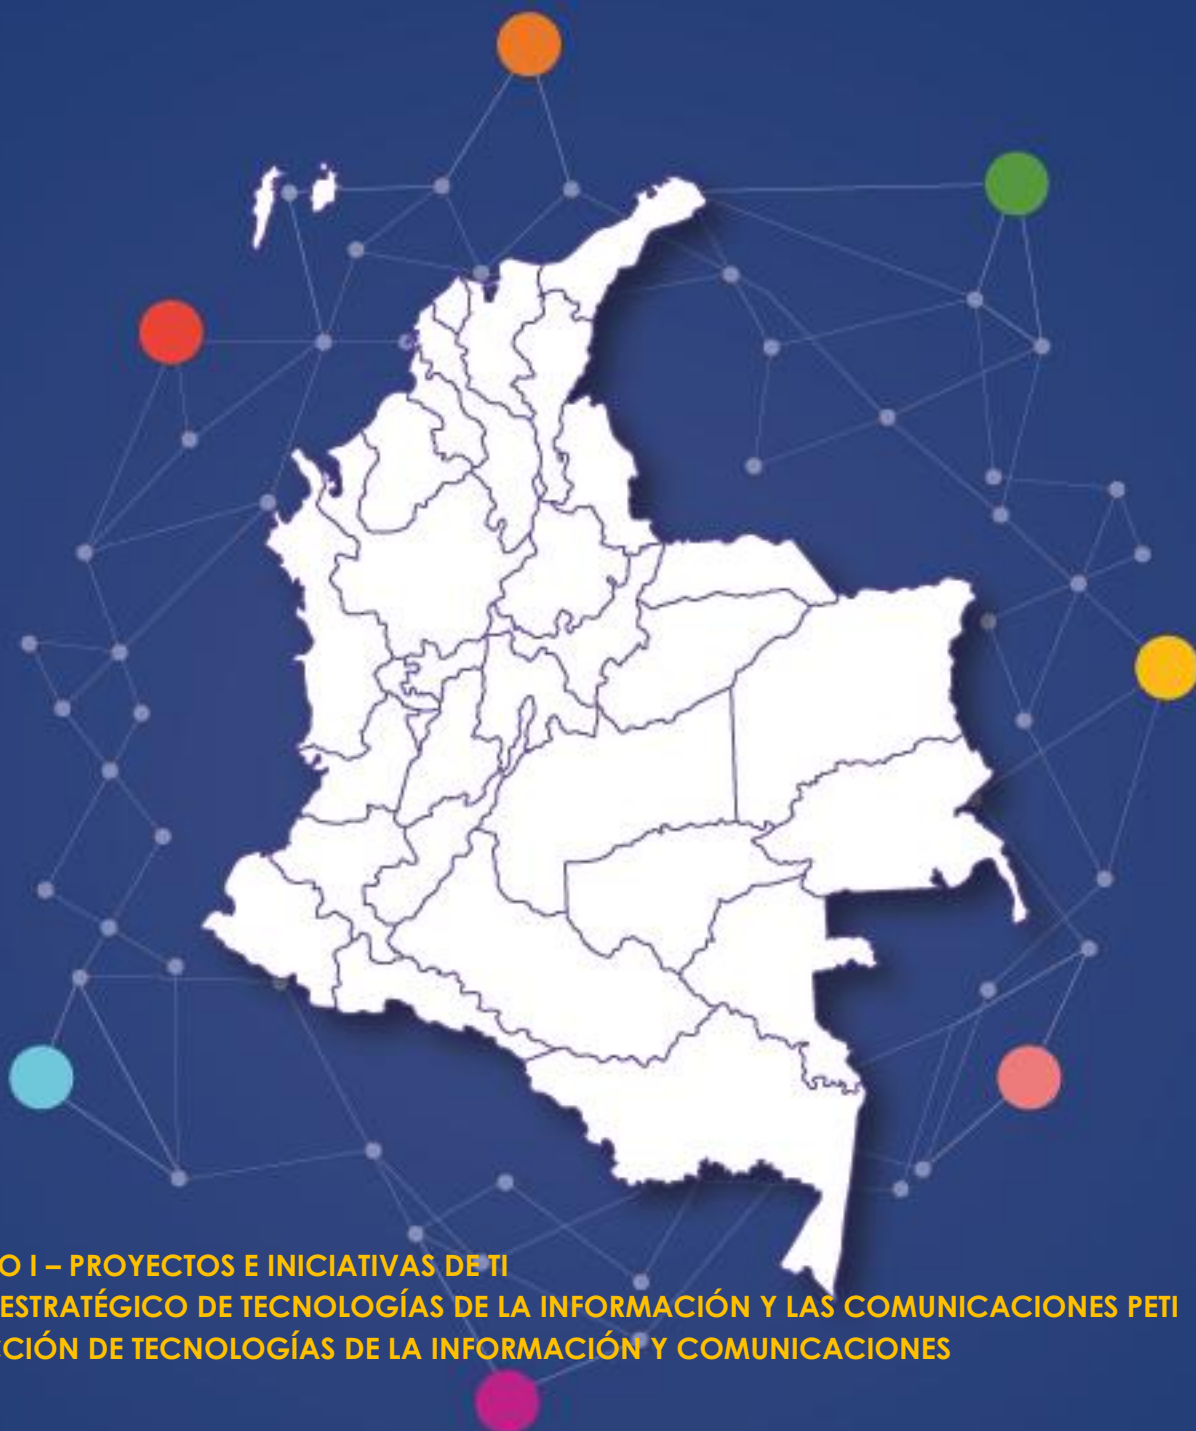 O I – PROYECTOS E INICIATIVAS DE TI
ESTRATÉGICO DE TECNOLOGÍAS DE LA INFORMACIÓN Y LAS COMUNICACIONES PETI
CCIÓN DE TECNOLOGÍAS DE LA INFORMACIÓN Y COMUNICACIONES